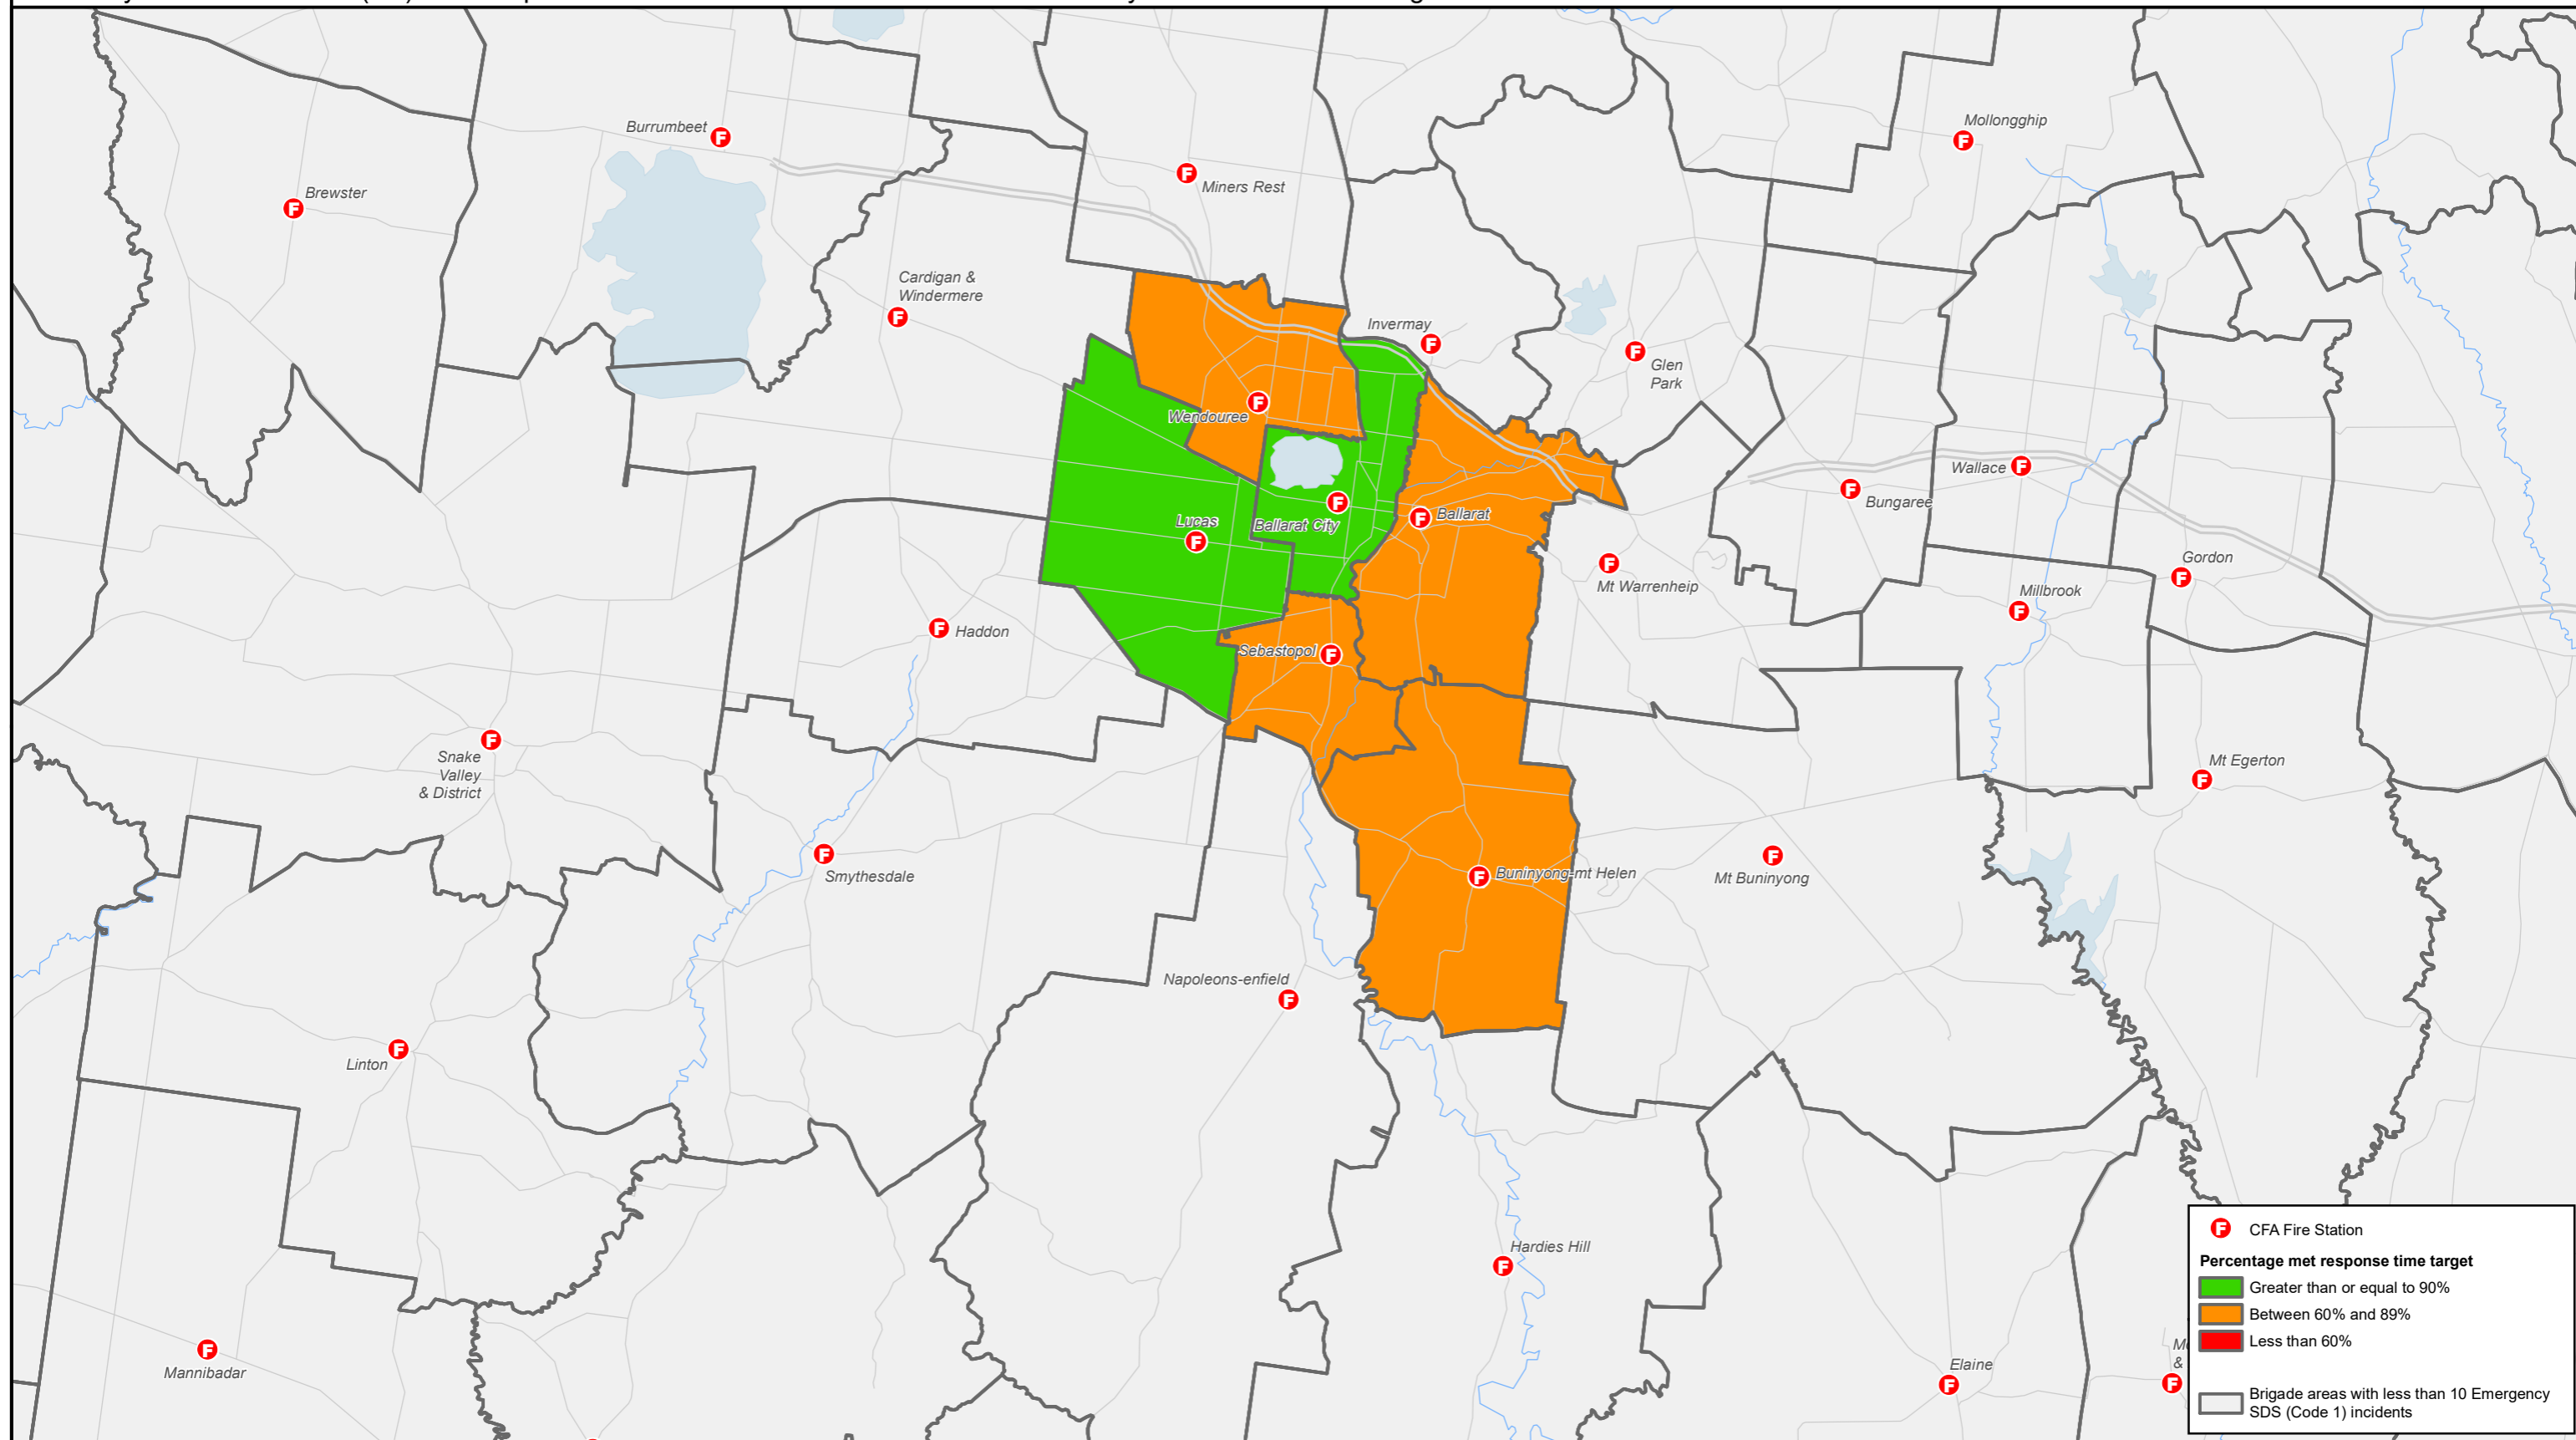 Burrumbeet
Mollongghip
Brewster
Miners Rest
Cardigan &
Windermere
Invermay
Glen
Park
Wendouree
Wallace
Bungaree
Lucas
Ballarat City
Ballarat
Gordon
Mt Warrenheip
Millbrook
Haddon
Sebastopol
Snake
Valley
& District
Mt Egerton
Smythesdale
Buninyong-mt Helen
Mt Buninyong
Napoleons-enfield
Linton
Hardies Hill
Mannibadar
Elaine
&
F CFA Fire Station
Percentage met response time target
Greater than or equal to 90%
Between 60% and 89%
Less than 60%
Brigade areas with less than 10 Emergency
SDS (Code 1) incidents